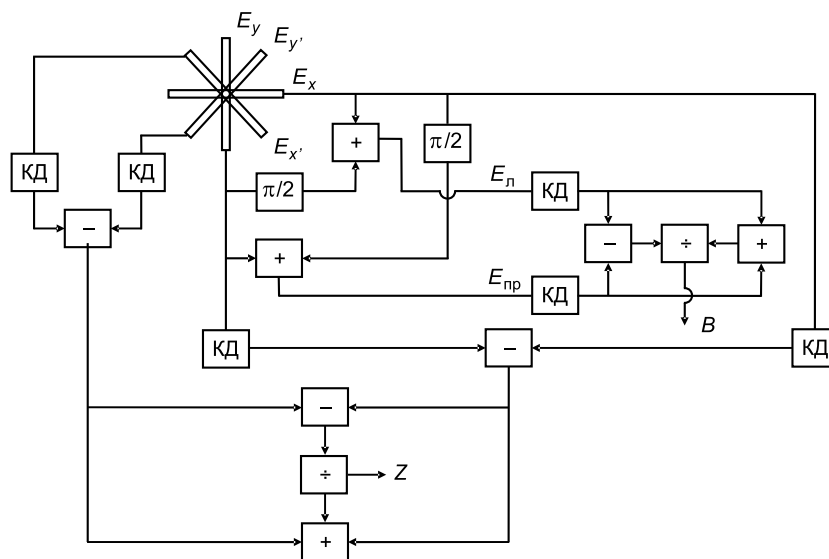 E_y
E_y'
E_x
E_x'
+
π/2
КД
КД
π/2
E_л
КД
–
–
÷
+
+
E_пр
КД
B
КД
–
КД
–
÷
Z
+